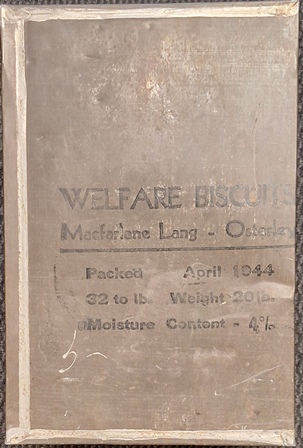 WELFARE BISCUITS
Macfarlane Lang - Osterley
Packed April 1944
32 to lb. Weight 20lb.
Moisture Content - 4%